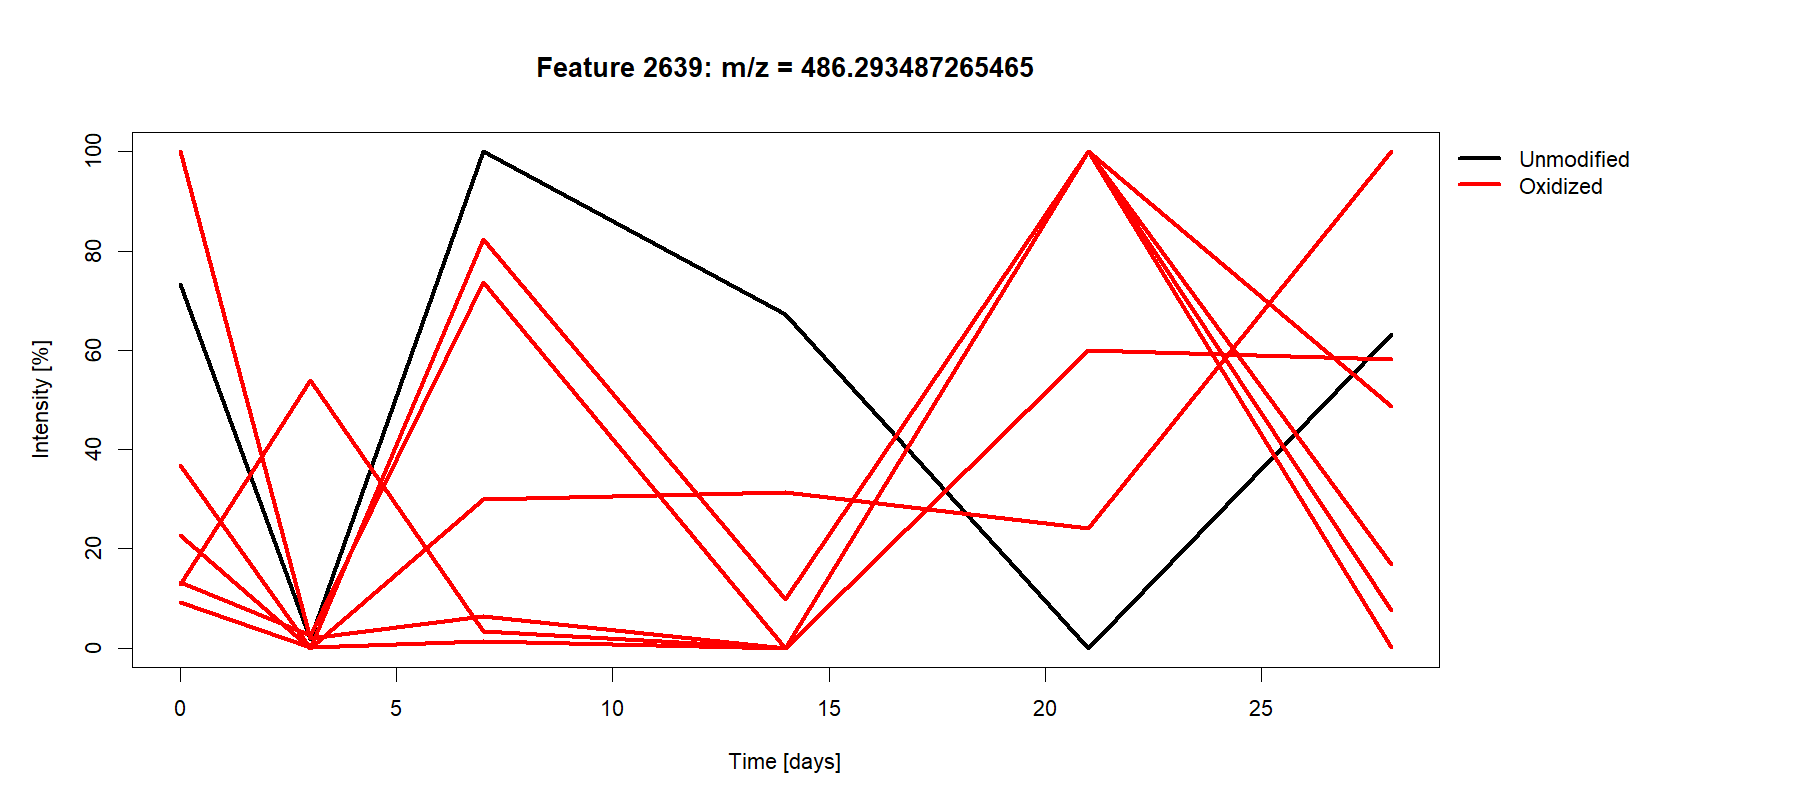 Feature 2639: m/z = 486.293487265465
100
80
60
40
20
0
Intensity [%]
0 5 10 15 20 25
Time [days]
Unmodified
Oxidized